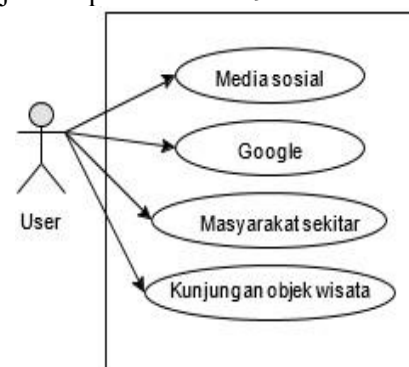 Media sosial
Google
User
Masyarakat sekitar
Kunjungan objek wisata